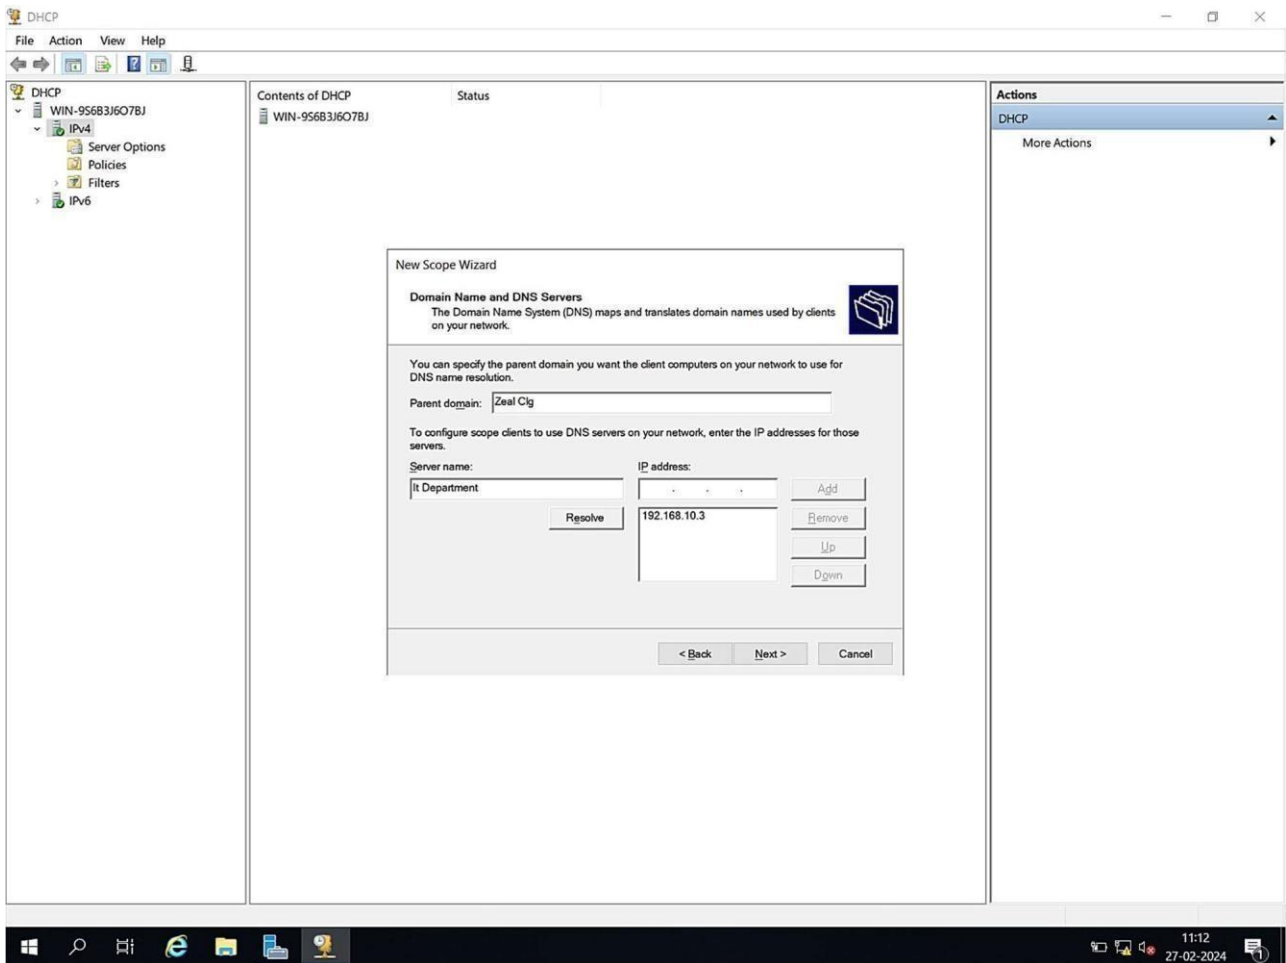 DHCP
File Action View Help
DHCP
WIN-9S6B3J6O7BJ
IPv4
Server Options
Policies
Filters
IPv6
Contents of DHCP Status
WIN-9S6B3J6O7BJ
Actions
DHCP
More Actions
New Scope Wizard
Domain Name and DNS Servers
The Domain Name System (DNS) maps and translates domain names used by clients
on your network.
You can specify the parent domain you want the client computers on your network to use for
DNS name resolution.
Parent domain: Zeal Clg
To configure scope clients to use DNS servers on your network, enter the IP addresses for those
servers.
Server name: IP address:
It Department . . . Add
Resolve 192.168.10.3 Remove
Up
Down
< Back Next > Cancel
11:12
27-02-2024
1